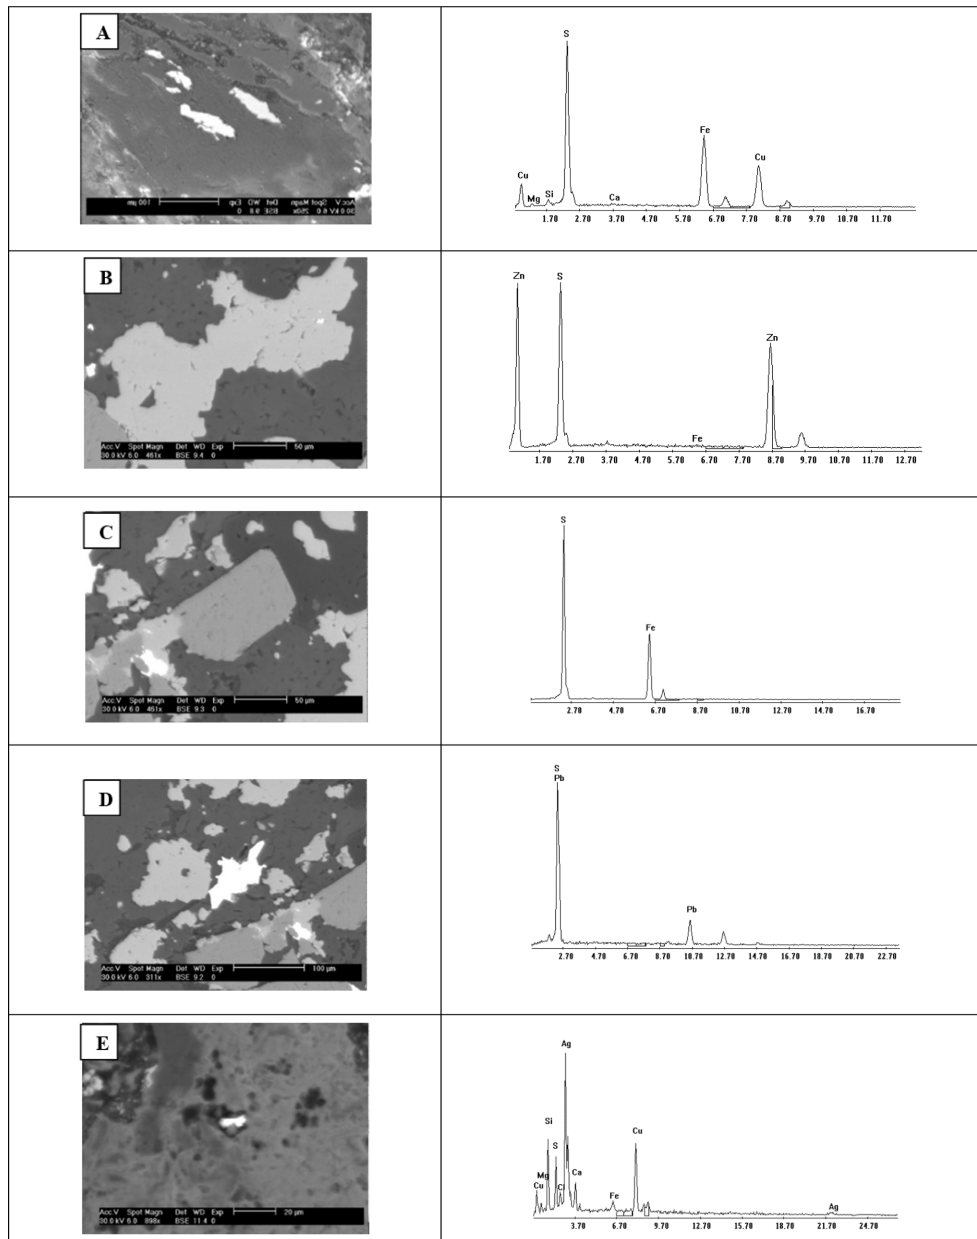 A
Acc.V Spot Magn Det WD Exp 100 µm
S
Fe
Cu
Cu
Si
Mg
Ca
1.70 2.70 3.70 4.70 5.70 6.70 7.70 8.70 9.70 10.70 11.70
B
Acc.V Spot Magn Det WD Exp 50 µm
30.0 kV 6.0 461x BSE 9.4 0
Zn S
Zn
Fe
1.70 2.70 3.70 4.70 5.70 6.70 7.70 8.70 9.70 10.70 11.70 12.70
C
Acc.V Spot Magn Det WD Exp 50 µm
30.0 kV 6.0 461x BSE 9.3 0
S
Fe
2.70 4.70 6.70 8.70 10.70 12.70 14.70 16.70
D
Acc.V Spot Magn Det WD Exp 100 µm
30.0 kV 6.0 311x BSE 9.2 0
S
Pb
Pb
2.70 4.70 6.70 8.70 10.70 12.70 14.70 16.70 18.70 20.70 22.70
E
Acc.V Spot Magn Det WD Exp 20 µm
30.0 kV 6.0 898x BSE 11.4 0
Ag
Si
Cu
S
Mg
Ca
Cu
Cl
Fe
Ag
3.70 6.70 9.70 12.70 15.70 18.70 21.70 24.70